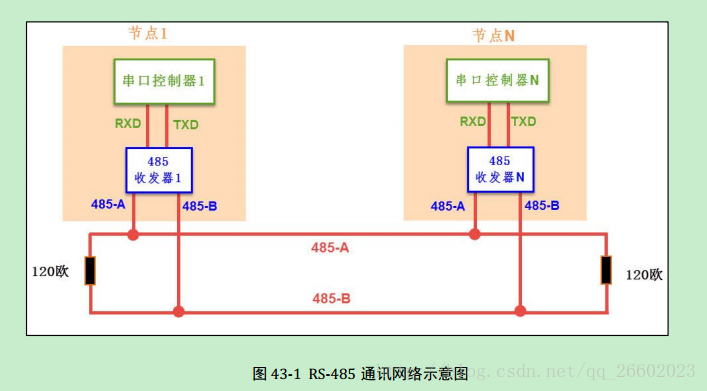 节点1
节点N
串口控制器1
串口控制器N
RXD
TXD
RXD
TXD
485
收发器1
485
收发器N
485-A
485-B
485-A
485-B
485-A
120欧
120欧
485-B
图 43-1 RS-485 通讯网络示意图
blog.csdn.net/qq_26602023